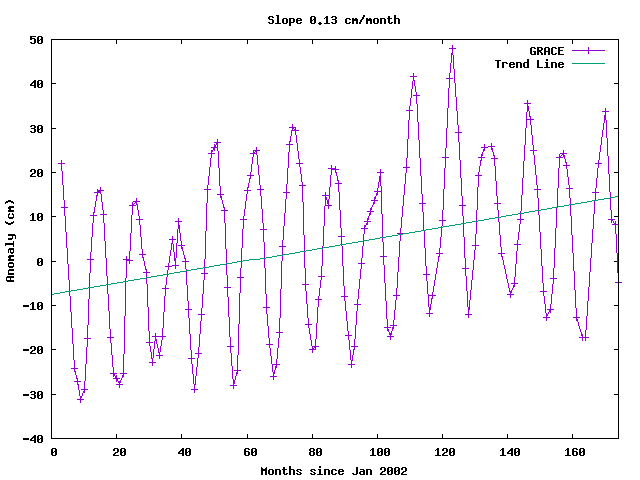 Slope 0.13 cm/month
GRACE
Trend Line
50
40
30
20
10
0
-10
-20
-30
-40
Anomaly (cm)
0 20 40 60 80 100 120 140 160
Months since Jan 2002